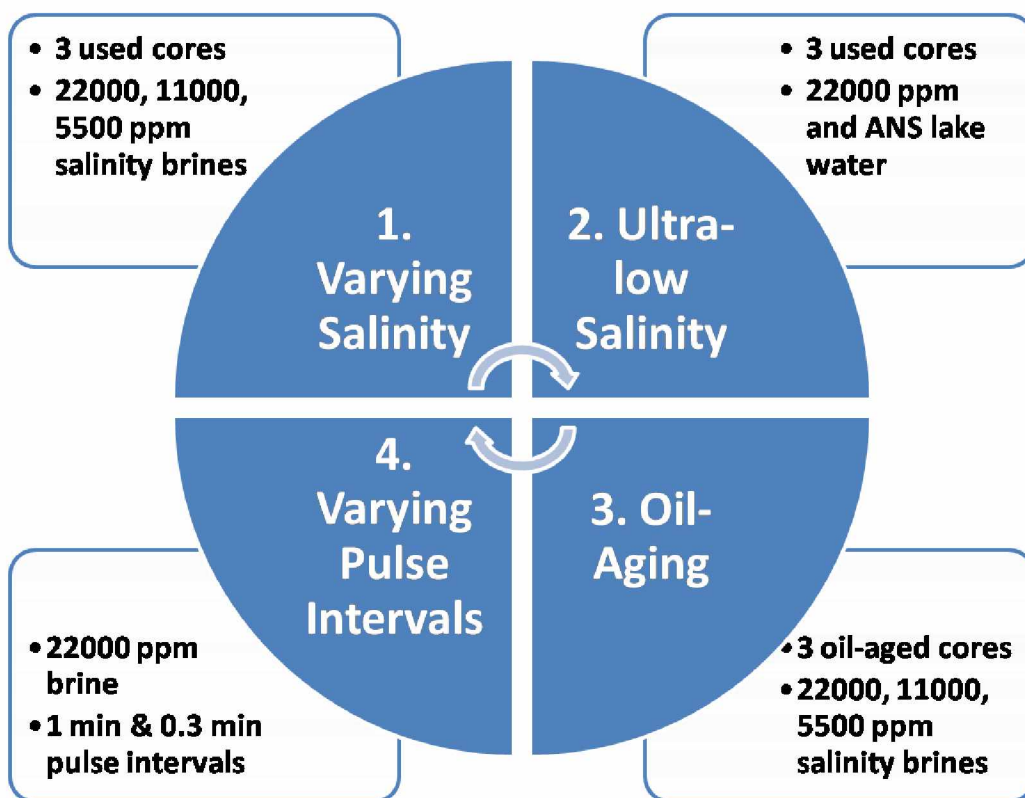 • 3 used cores
• 22000, 11000,
5500 ppm
salinity brines
• 3 used cores
• 22000 ppm
and ANS lake
water
1.
Varying
Salinity
2. Ultra-
low
Salinity
4.
Varying
Pulse
Intervals
3. Oil-
Aging
•22000 ppm
brine
•1 min & 0.3 min
pulse intervals
•3 oil-aged cores
•22000, 11000,
5500 ppm
salinity brines